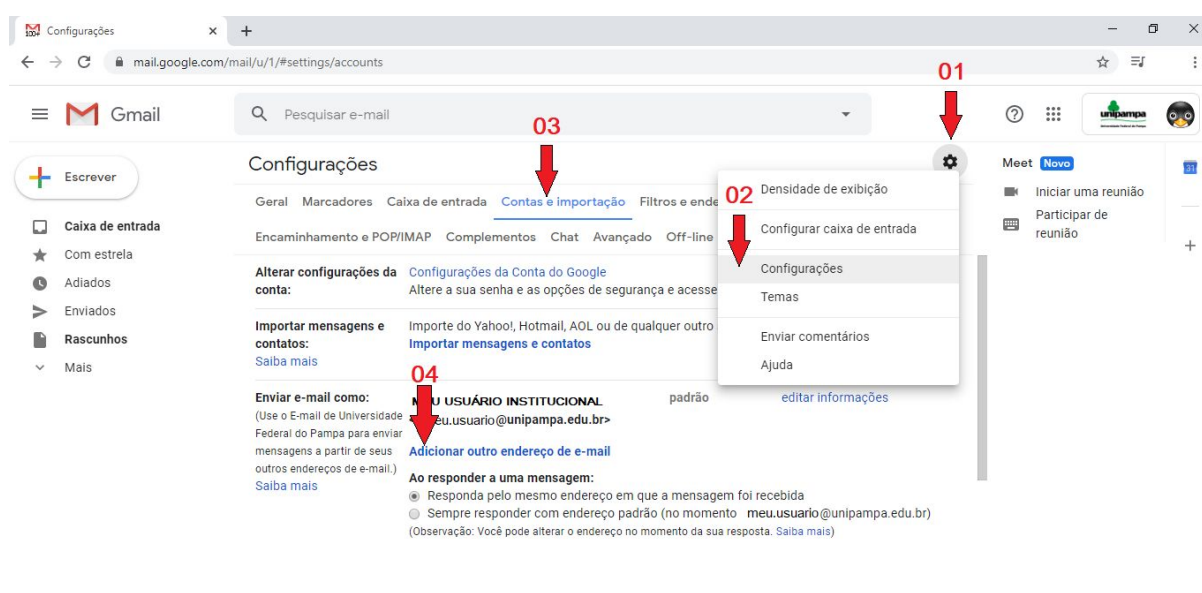 Configurações
mail.google.com/mail/u/1/#settings/accounts
01
Gmail
Pesquisar e-mail
unipampa
03
Configurações
Meet Novo
Escrever
Iniciar uma reunião
Participar de
reunião
Caixa de entrada
Com estrela
Adiados
Enviados
Rascunhos
Mais
Geral Marcadores Caixa de entrada Contas e importação Filtros e ende
Encaminhamento e POP/IMAP Complementos Chat Avançado Off-line
02
Densidade de exibição
Configurar caixa de entrada
Configurações
Temas
Enviar comentários
Ajuda
Alterar configurações da
conta:
Configurações da Conta do Google
Altere a sua senha e as opções de segurança e acesse
Importar mensagens e
contatos:
Saiba mais
Importe do Yahoo!, Hotmail, AOL ou de qualquer outro
Importar mensagens e contatos
04
Enviar e-mail como:
(Use o E-mail de Universidade
Federal do Pampa para enviar
mensagens a partir de seus
outros endereços de e-mail.)
Saiba mais
USUÁRIO INSTITUCIONAL padrão editar informações
eu.usuario@unipampa.edu.br>
Adicionar outro endereço de e-mail
Ao responder a uma mensagem:
Responda pelo mesmo endereço em que a mensagem foi recebida
Sempre responder com endereço padrão (no momento meu.usuario@unipampa.edu.br)
(Observação: Você pode alterar o endereço no momento da sua resposta. Saiba mais)
31